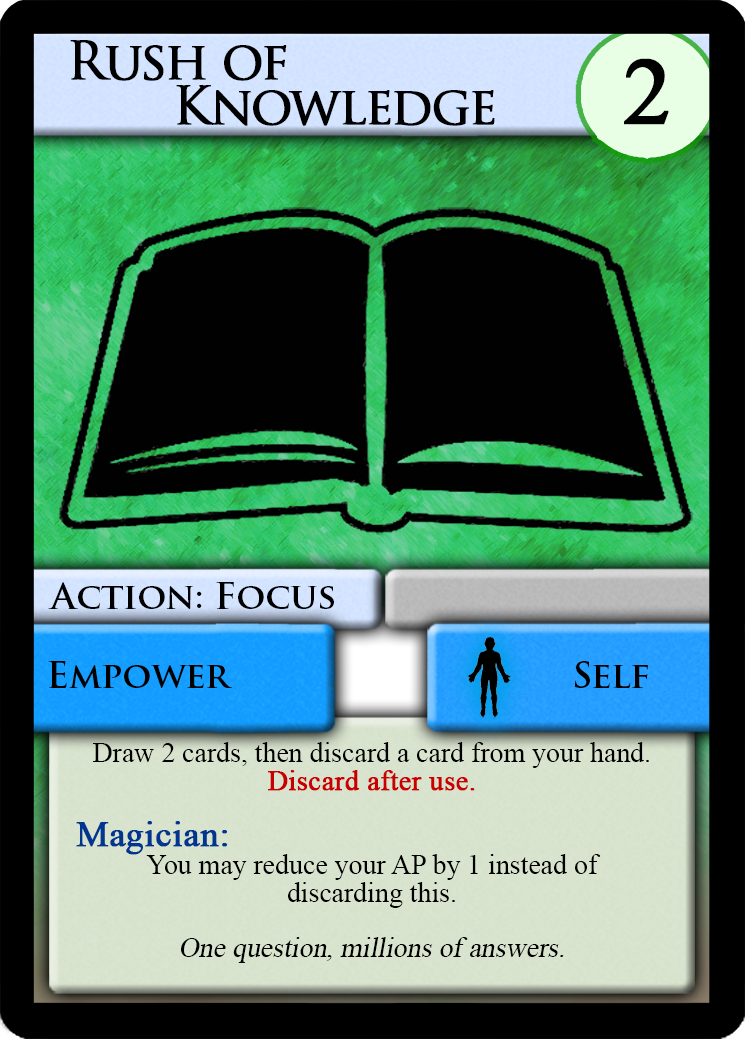 Rush of
Knowledge
2
Action: Focus
Empower
Self
Draw 2 cards, then discard a card from your hand.
Discard after use.
Magician:
You may reduce your AP by 1 instead of
discarding this.
One question, millions of answers.